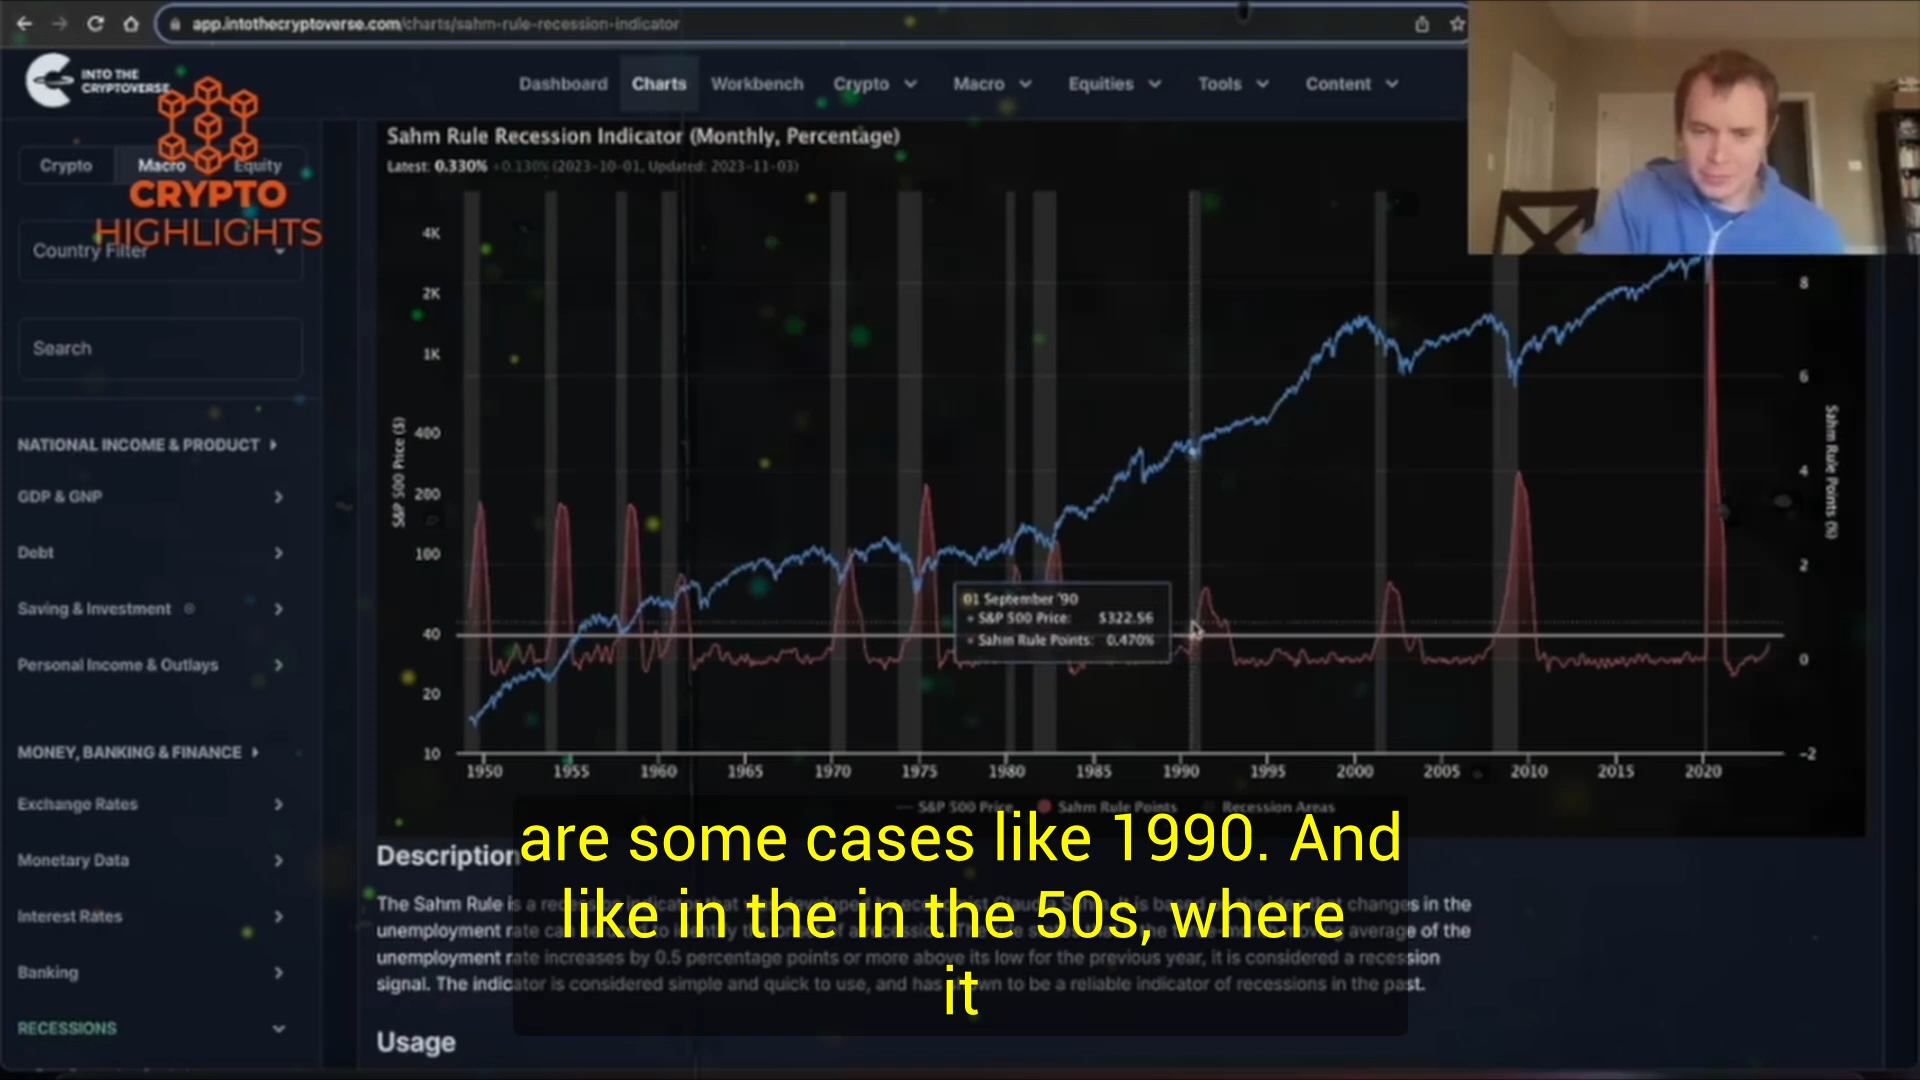 app.intothecryptoverse.com/charts/sahm-rule-recession-indicator
INTO THE
CRYPTOVERSE
Dashboard Charts Workbench Crypto Macro Equities Tools Content
Crypto Macro Equity
CRYPTO
HIGHLIGHTS
Country Filter
Search
NATIONAL INCOME & PRODUCT
GDP & GNP
Debt
Saving & Investment
Personal Income & Outlays
MONEY, BANKING & FINANCE
Exchange Rates
Monetary Data
Interest Rates
Banking
RECESSIONS
Sahm Rule Recession Indicator (Monthly, Percentage)
Latest: 0.330% +0.130% (2023-10-01, Updated: 2023-11-03)
4K
2K
1K
400
200
100
40
20
10
S&P 500 Price ($)
8
6
4
2
0
-2
Sahm Rule Points (%)
01 September '90
S&P 500 Price: $322.56
Sahm Rule Points: 0.470%
1950 1955 1960 1965 1970 1975 1980 1985 1990 1995 2000 2005 2010 2015 2020
S&P 500 Price Sahm Rule Points Recession Areas
Description
The Sahm Rule is a changes in the
unemployment rate average of the
unemployment rate increases by 0.5 percentage points or more above its low for the previous year, it is considered a recession
signal. The indicator is considered simple and quick to use, and has to be a reliable indicator of recessions in the past.
Usage
are some cases like 1990. And
like in the in the 50s, where
it